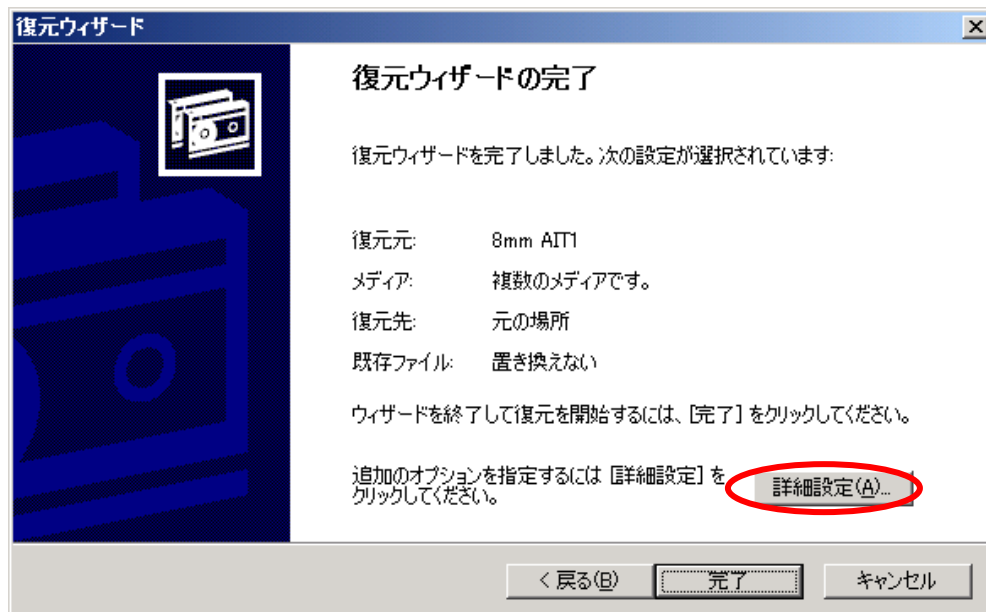 復元ウィザード
復元ウィザードの完了
復元ウィザードを完了しました。次の設定が選択されています:
復元元: 8mm AIT1
メディア: 複数のメディアです。
復元先: 元の場所
既存ファイル: 置き換えない
ウィザードを終了して復元を開始するには、[完了] をクリックしてください。
追加のオプションを指定するには [詳細設定] を
クリックしてください。
詳細設定(A)...
< 戻る(B) 完了 キャンセル